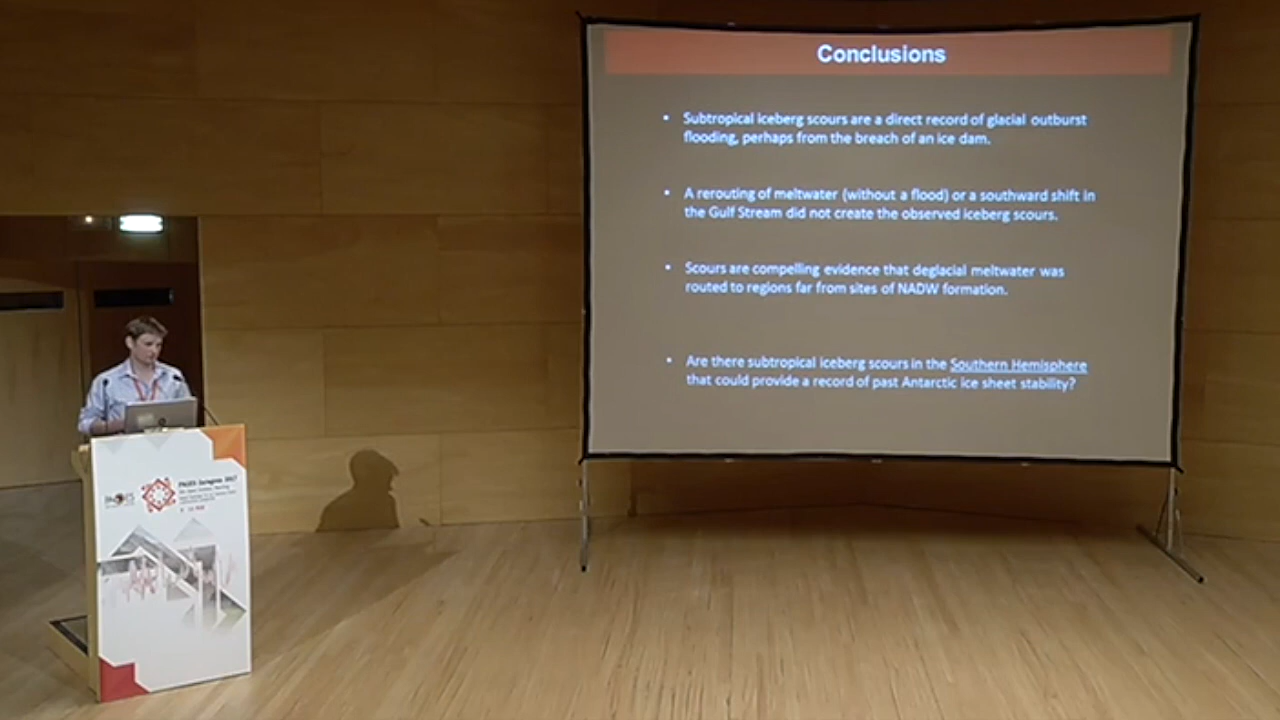 Conclusions
• Subtropical iceberg scours are a direct record of glacial outburst
flooding, perhaps from the breach of an ice dam.
• A rerouting of meltwater (without a flood) or a southward shift in
the Gulf Stream did not create the observed iceberg scours.
• Scours are compelling evidence that deglacial meltwater was
routed to regions far from sites of NADW formation.
• Are there subtropical iceberg scours in the Southern Hemisphere
that could provide a record of past Antarctic ice sheet stability?
PAGES
PAGES Zaragoza 2017